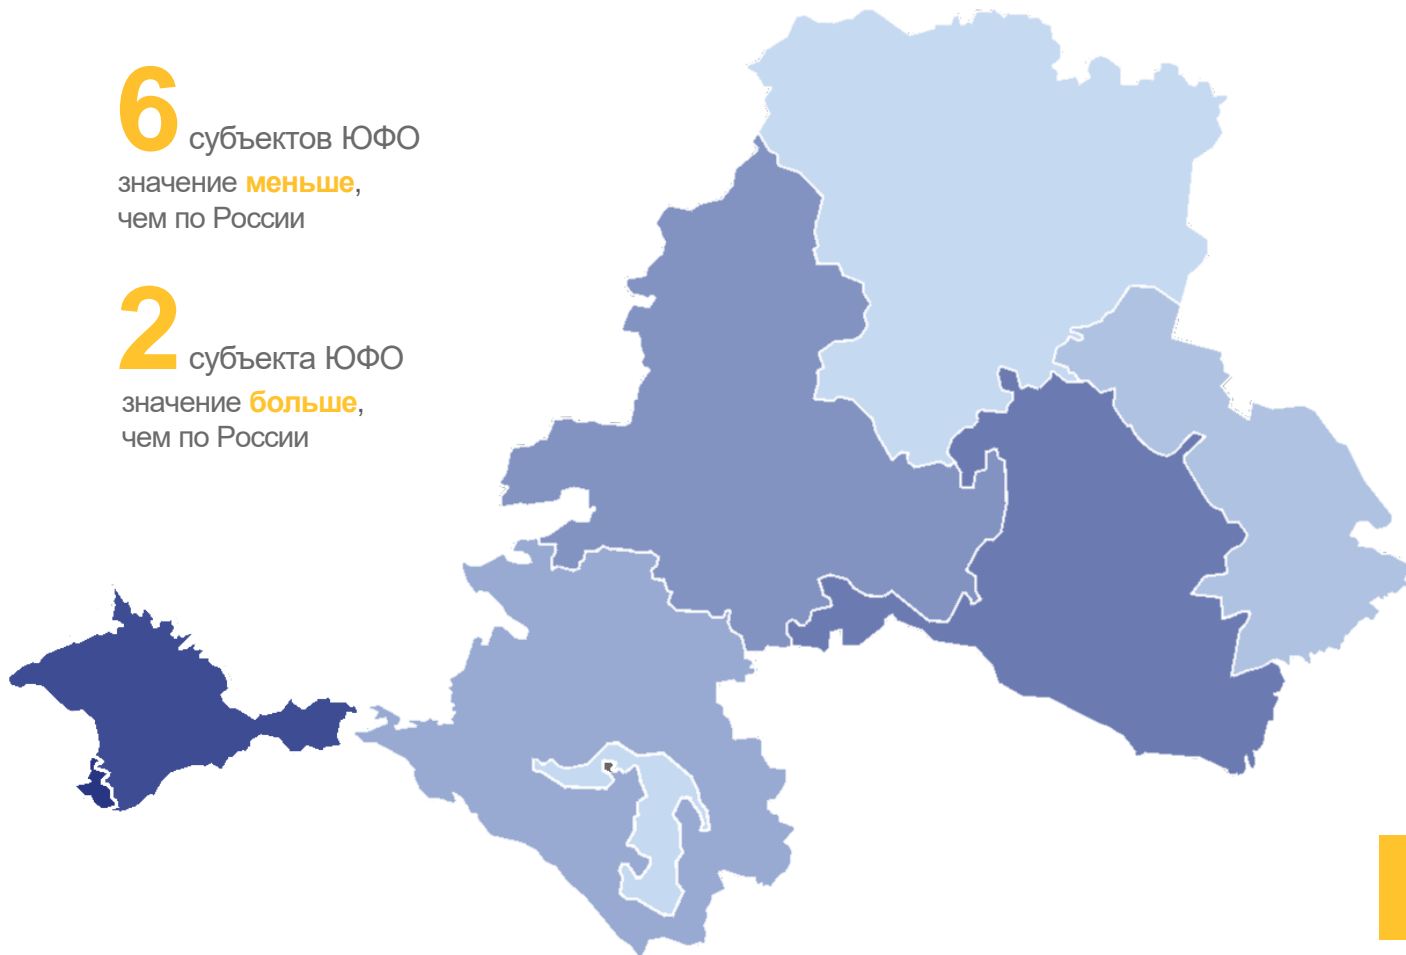 6 субъектов ЮФО
значение меньше,
чем по России
2 субъекта ЮФО
значение больше,
чем по России